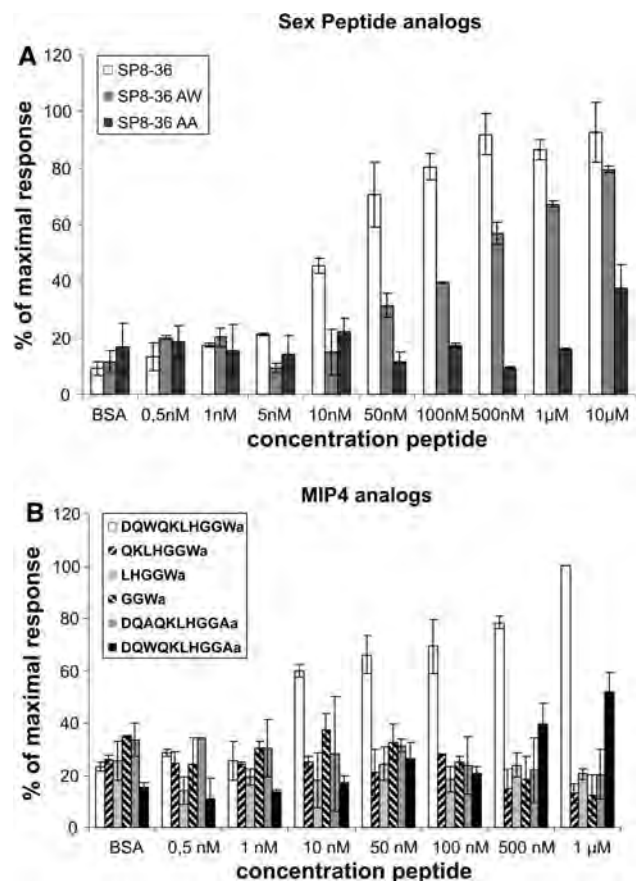 Sex Peptide analogs
A
% of maximal response
120
100
80
60
40
20
0
SP8-36
SP8-36 AW
SP8-36 AA
BSA 0,5nM 1nM 5nM 10nM 50nM 100nM 500nM 1µM 10µM
concentration peptide
MIP4 analogs
B
% of maximal response
120
100
80
60
40
20
0
DQWQKLHGGWa
QKLHGGWa
LHGGWa
GGWa
DQAQKLHGGAa
DQWQKLHGGAa
BSA 0,5 nM 1 nM 10 nM 50 nM 100 nM 500 nM 1 µM
concentration peptide